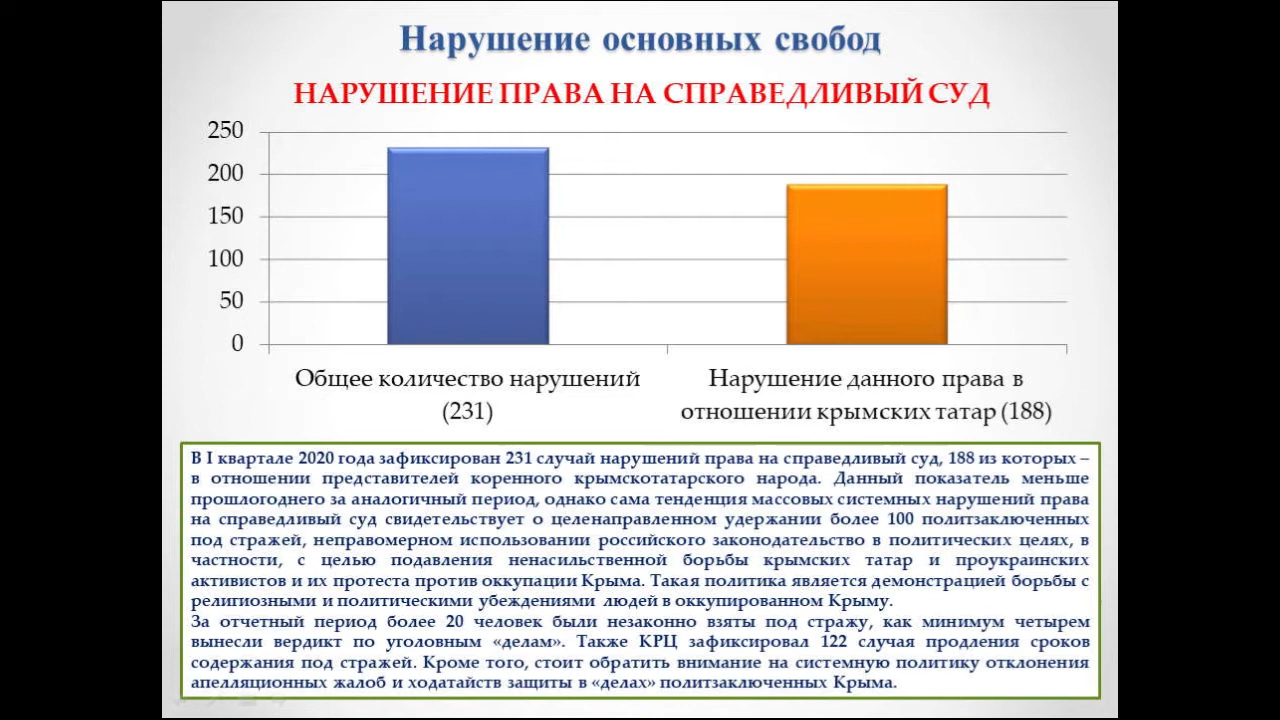 Нарушение основных свобод
НАРУШЕНИЕ ПРАВА НА СПРАВЕДЛИВЫЙ СУД
250
200
150
100
50
0
Общее количество нарушений
(231)
Нарушение данного права в
отношении крымских татар (188)
В I квартале 2020 года зафиксирован 231 случай нарушений права на справедливый суд, 188 из которых –
в отношении представителей коренного крымскотатарского народа. Данный показатель меньше
прошлогоднего за аналогичный период, однако сама тенденция массовых системных нарушений права
на справедливый суд свидетельствует о целенаправленном удержании более 100 политзаключенных
под стражей, неправомерном использовании российского законодательство в политических целях, в
частности, с целью подавления ненасильственной борьбы крымских татар и проукраинских
активистов и их протеста против оккупации Крыма. Такая политика является демонстрацией борьбы с
религиозными и политическими убеждениями людей в оккупированном Крыму.
За отчетный период более 20 человек были незаконно взяты под стражу, как минимум четырем
вынесли вердикт по уголовным «делам». Также КРЦ зафиксировал 122 случая продления сроков
содержания под стражей. Кроме того, стоит обратить внимание на системную политику отклонения
апелляционных жалоб и ходатайств защиты в «делах» политзаключенных Крыма.